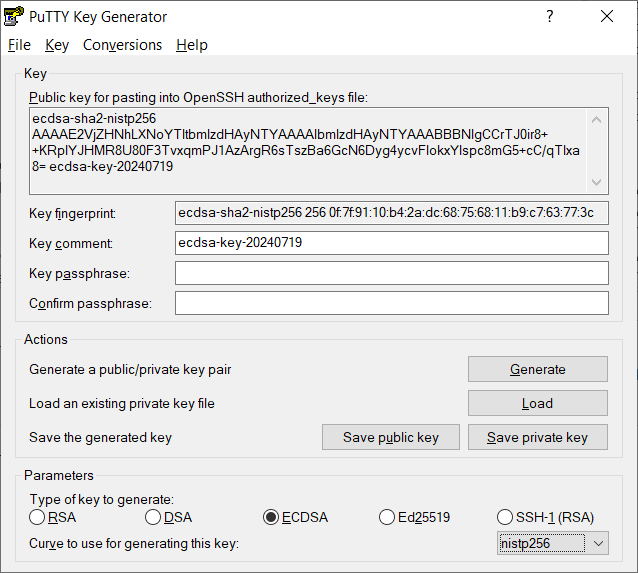 PuTTY Key Generator
File Key Conversions Help
Key
Public key for pasting into OpenSSH authorized_keys file:
ecdsa-sha2-nistp256
AAAAE2VjZHNhLXNoYTItbmlzdHAyNTYAAAAIbmlzdHAyNTYAAABBBNlgCCrTJ0ir8+
+KRplYJHMR8U80F3TvxqmPJ1AzArgR6sTszBa6GcN6Dyg4ycvFlokxYlspc8mG5+cC/qTlxa
8= ecdsa-key-20240719
Key fingerprint: ecdsa-sha2-nistp256 256 0f:7f:91:10:b4:2a:dc:68:75:68:11:b9:c7:63:77:3c
Key comment: ecdsa-key-20240719
Key passphrase:
Confirm passphrase:
Actions
Generate a public/private key pair Generate
Load an existing private key file Load
Save the generated key Save public key Save private key
Parameters
Type of key to generate:
RSA DSA ECDSA Ed25519 SSH-1 (RSA)
Curve to use for generating this key: nistp256